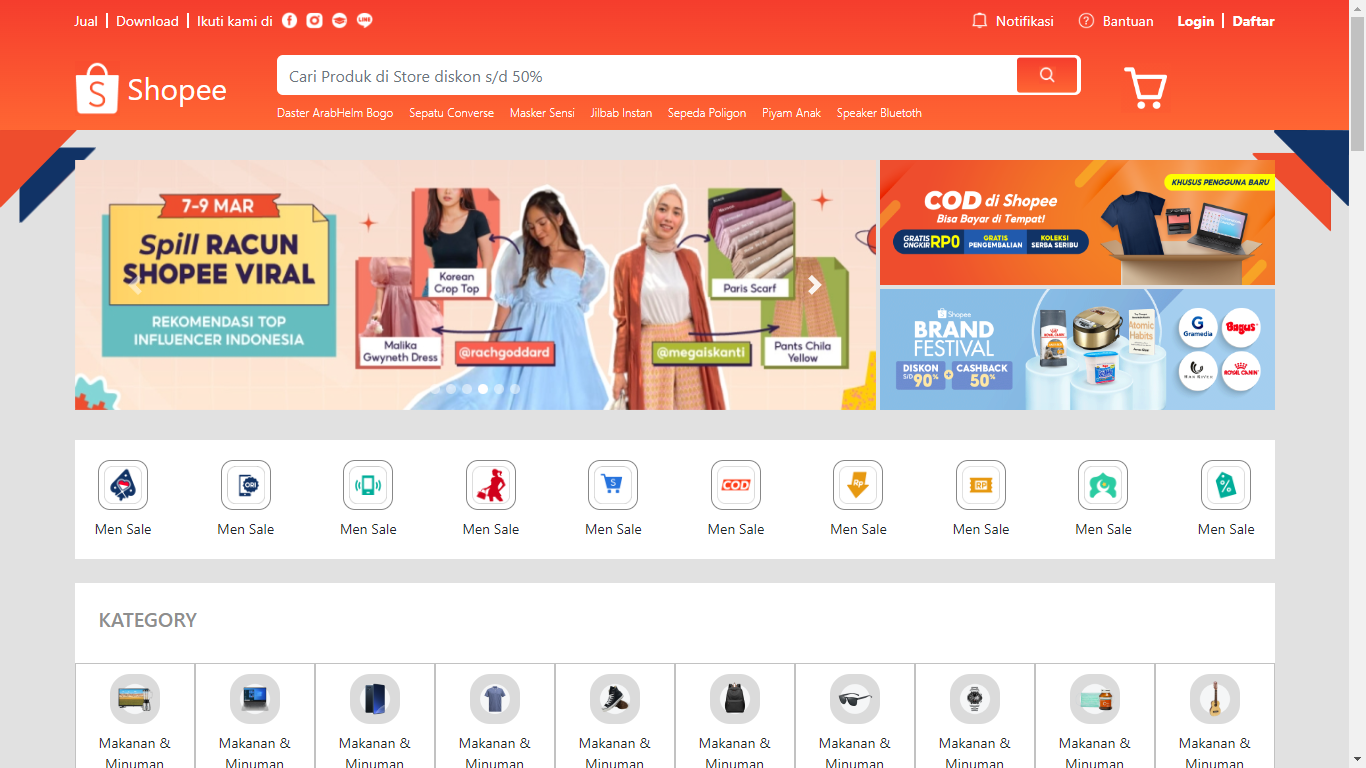 Jual
Download
Ikuti kami di
LINE
Notifikasi
Bantuan
Login
Daftar
Shopee
Cari Produk di Store diskon s/d 50%
Daster ArabHelm Bogo
Sepatu Converse
Masker Sensi
Jilbab Instan
Sepeda Poligon
Piyam Anak
Speaker Bluetoth
7-9 MAR
Spill RACUN
SHOPEE VIRAL
REKOMENDASI TOP
INFLUENCER INDONESIA
Korean
Crop Top
Malika
Gwyneth Dress
@rachgoddard
Paris Scarf
@megaiskanti
Pants Chila
Yellow
KHUSUS PENGGUNA BARU
COD di Shopee
Bisa Bayar di Tempat!
GRATIS
ONGKIR RP0
GRATIS
PENGEMBALIAN
KOLEKSI
SERBA SERIBU
Shopee
BRAND
FESTIVAL
DISKON
S/D 90%
+
CASHBACK
50%
ROYAL CANIN
Atomic
Habits
G
Gramedia
Bagus
ROYAL CANIN
ORI
S
COD
Rp
RP
%
Men Sale
Men Sale
Men Sale
Men Sale
Men Sale
Men Sale
Men Sale
Men Sale
Men Sale
Men Sale
KATEGORY
Makanan &
Minuman
Makanan &
Minuman
Makanan &
Minuman
Makanan &
Minuman
Makanan &
Minuman
Makanan &
Minuman
Makanan &
Minuman
Makanan &
Minuman
Makanan &
Minuman
Makanan &
Minuman